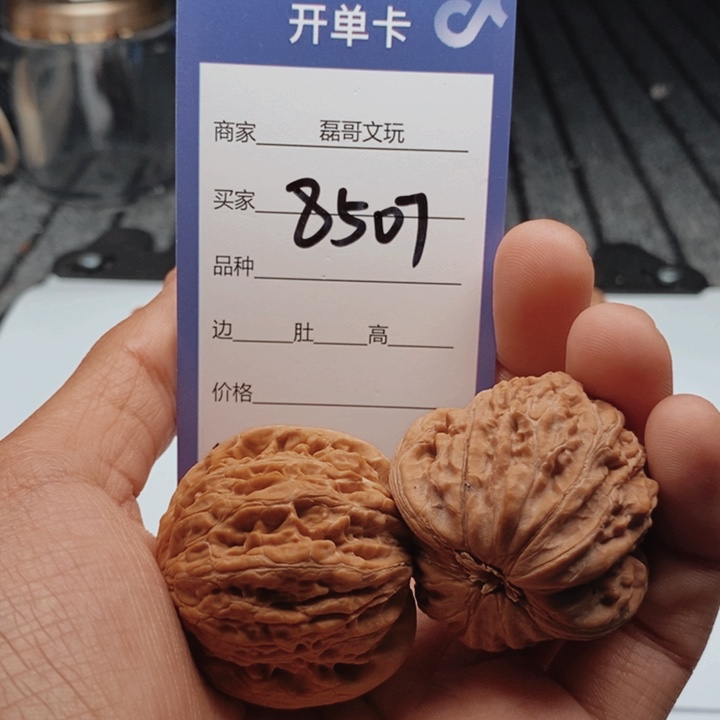 开单卡
商家 磊哥文玩
买家 8507
品种
边 肚 高
价格